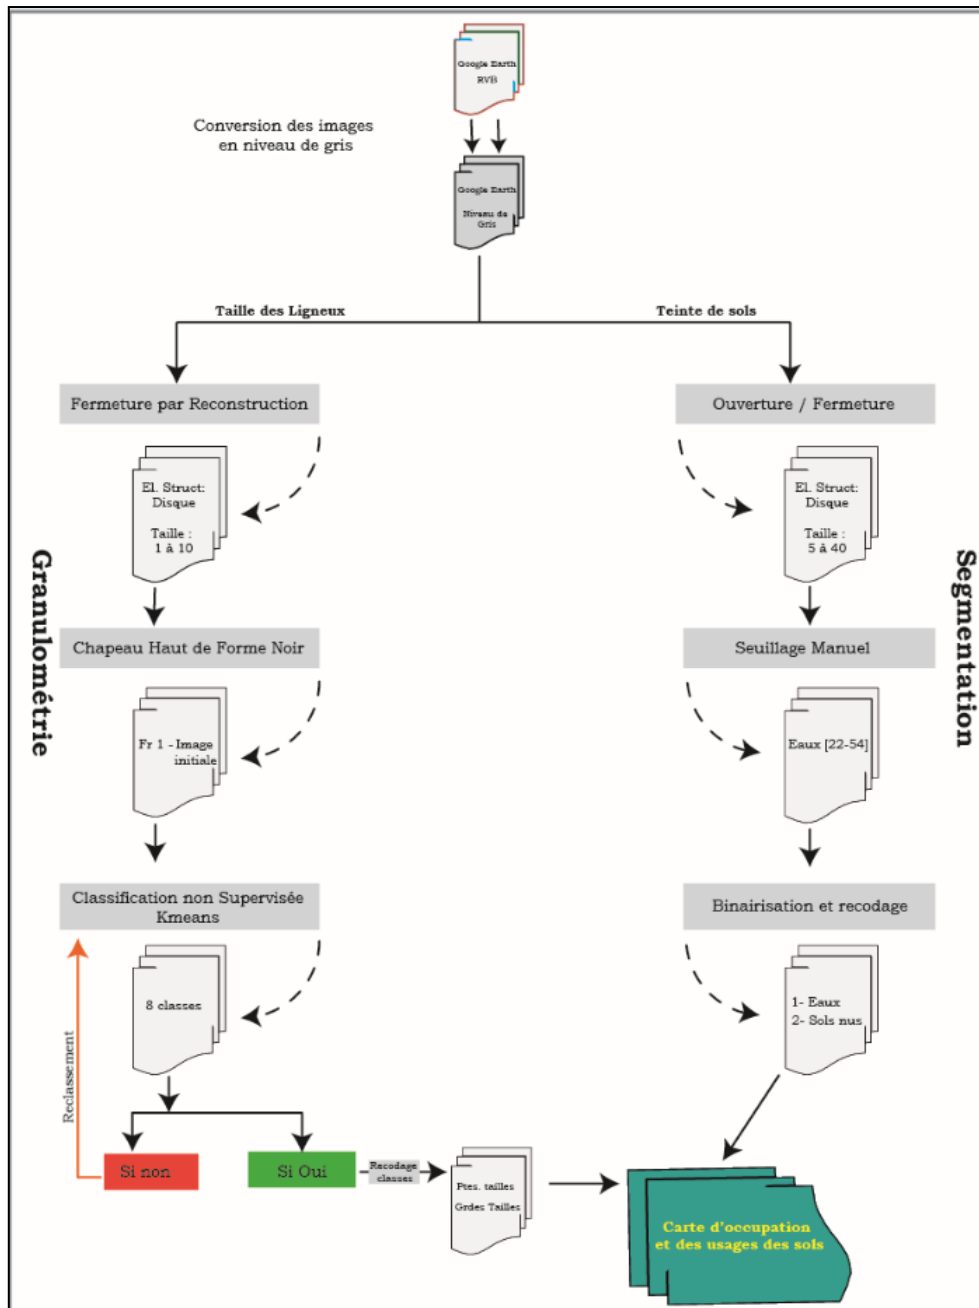 Google Earth
RVB
Conversion des images
en niveau de gris
Google Earth
Niveau de
Gris
Taille des Ligneux
Teinte de sols
Fermeture par Reconstruction
Ouverture / Fermeture
El. Struct:
Disque
Taille :
1 à 10
El. Struct:
Disque
Taille :
5 à 40
Granulométrie
Segmentation
Chapeau Haut de Forme Noir
Seuillage Manuel
Fr 1 - Image
initiale
Eaux [22-54]
Classification non Supervisée
Kmeans
Binairisation et recodage
8 classes
1- Eaux
2- Sols nus
Reclassement
Si non
Si Oui
Recodage
classes
Ptes. tailles
Grdes Tailles
Carte d'occupation
et des usages des sols